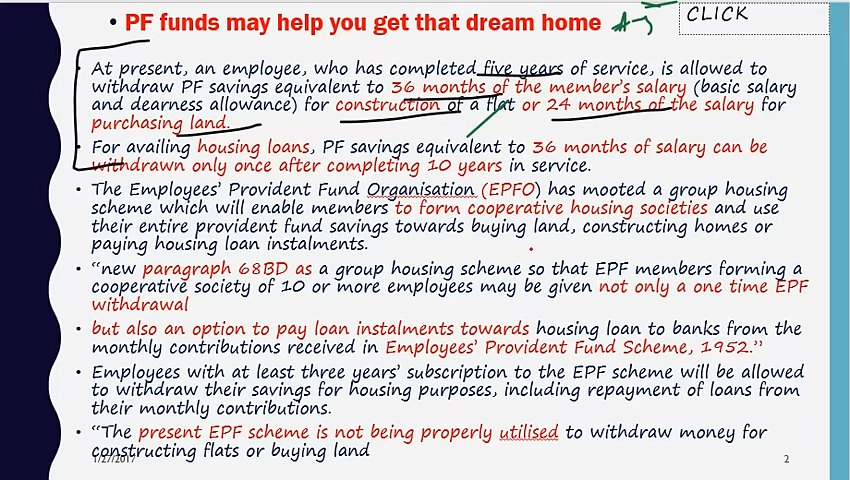 • PF funds may help you get that dream home
CLICK
At present, an employee, who has completed five years of service, is allowed to
withdraw PF savings equivalent to 36 months of the member's salary (basic salary
and dearness allowance) for construction of a flat or 24 months of the salary for
purchasing land.
• For availing housing loans, PF savings equivalent to 36 months of salary can be
withdrawn only once after completing 10 years in service.
• The Employees' Provident Fund Organisation (EPFO) has mooted a group housing
scheme which will enable members to form cooperative housing societies and use
their entire provident fund savings towards buying land, constructing homes or
paying housing loan instalments.
• "new paragraph 68BD as a group housing scheme so that EPF members forming a
cooperative society of 10 or more employees may be given not only a one time EPF
withdrawal
• but also an option to pay loan instalments towards housing loan to banks from the
monthly contributions received in Employees' Provident Fund Scheme, 1952."
• Employees with at least three years' subscription to the EPF scheme will be allowed
to withdraw their savings for housing purposes, including repayment of loans from
their monthly contributions.
• "The present EPF scheme is not being properly utilised to withdraw money for
constructing flats or buying land
1/27/2017
2